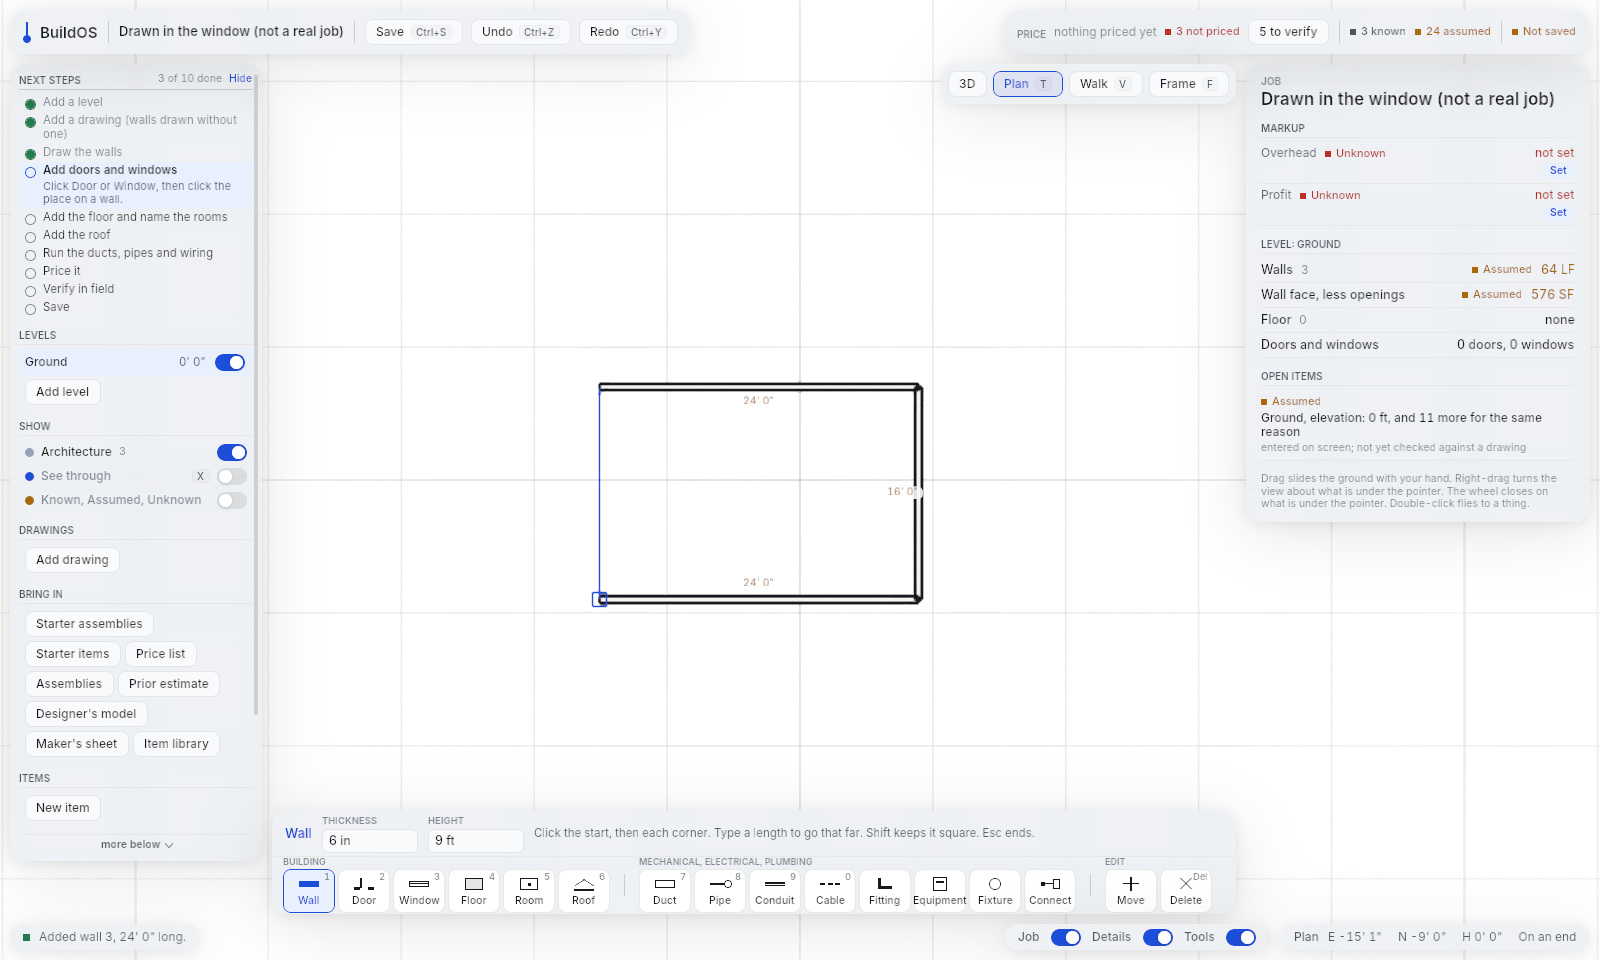 BuildOS
Drawn in the window (not a real job)
Save Ctrl+S
Undo Ctrl+Z
Redo Ctrl+Y
PRICE nothing priced yet 3 not priced 5 to verify 3 known 24 assumed Not saved
NEXT STEPS 3 of 10 done Hide
Add a level
Add a drawing (walls drawn without
one)
Draw the walls
Add doors and windows
Click Door or Window, then click the
place on a wall.
Add the floor and name the rooms
Add the roof
Run the ducts, pipes and wiring
Price it
Verify in field
Save
LEVELS
Ground 0' 0"
Add level
SHOW
Architecture 3
See through X
Known, Assumed, Unknown
DRAWINGS
Add drawing
BRING IN
Starter assemblies
Starter items Price list
Assemblies Prior estimate
Designer's model
Maker's sheet Item library
ITEMS
New item
more below
3D Plan T Walk V Frame F
24' 0"
16' 0"
24' 0"
JOB
Drawn in the window (not a real job)
MARKUP
Overhead Unknown not set
Set
Profit Unknown not set
Set
LEVEL: GROUND
Walls 3 Assumed 64 LF
Wall face, less openings Assumed 576 SF
Floor 0 none
Doors and windows 0 doors, 0 windows
OPEN ITEMS
Assumed
Ground, elevation: 0 ft, and 11 more for the same
reason
entered on screen; not yet checked against a drawing
Drag slides the ground with your hand. Right-drag turns the
view about what is under the pointer. The wheel closes on
what is under the pointer. Double-click flies to a thing.
Wall
THICKNESS
6 in
HEIGHT
9 ft
Click the start, then each corner. Type a length to go that far. Shift keeps it square. Esc ends.
BUILDING
1 Wall
2 Door
3 Window
4 Floor
5 Room
6 Roof
MECHANICAL, ELECTRICAL, PLUMBING
7 Duct
8 Pipe
9 Conduit
0 Cable
Fitting
Equipment
Fixture
Connect
EDIT
Move
Del Delete
Added wall 3, 24' 0" long.
Job Details Tools
Plan E -15' 1" N -9' 0" H 0' 0" On an end